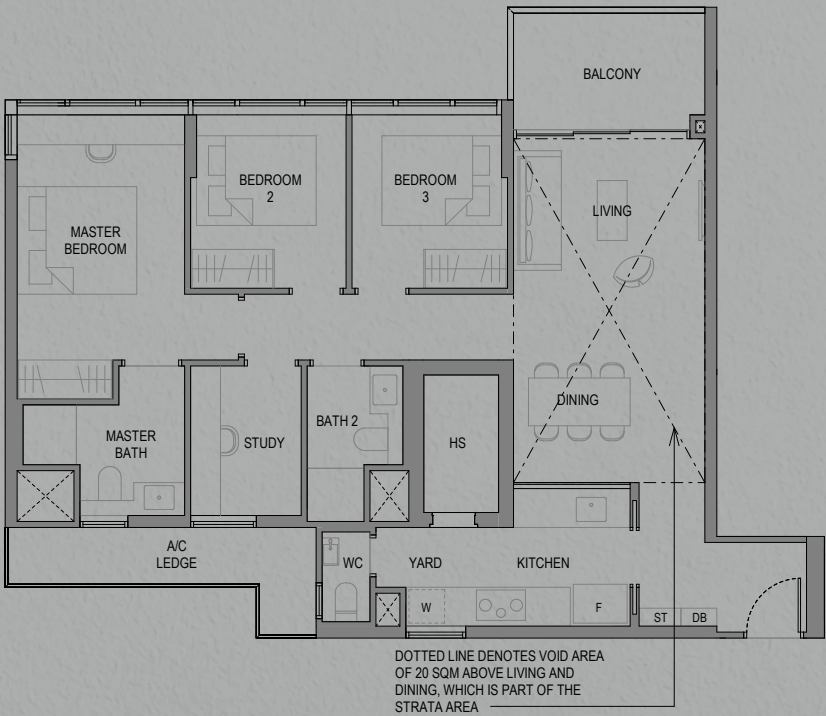 BALCONY
BEDROOM
2
BEDROOM
3
LIVING
MASTER
BEDROOM
DINING
MASTER
BATH
STUDY
BATH 2
HS
A/C
LEDGE
WC
YARD
KITCHEN
W
F
ST
DB
DOTTED LINE DENOTES VOID AREA
OF 20 SQM ABOVE LIVING AND
DINING, WHICH IS PART OF THE
STRATA AREA